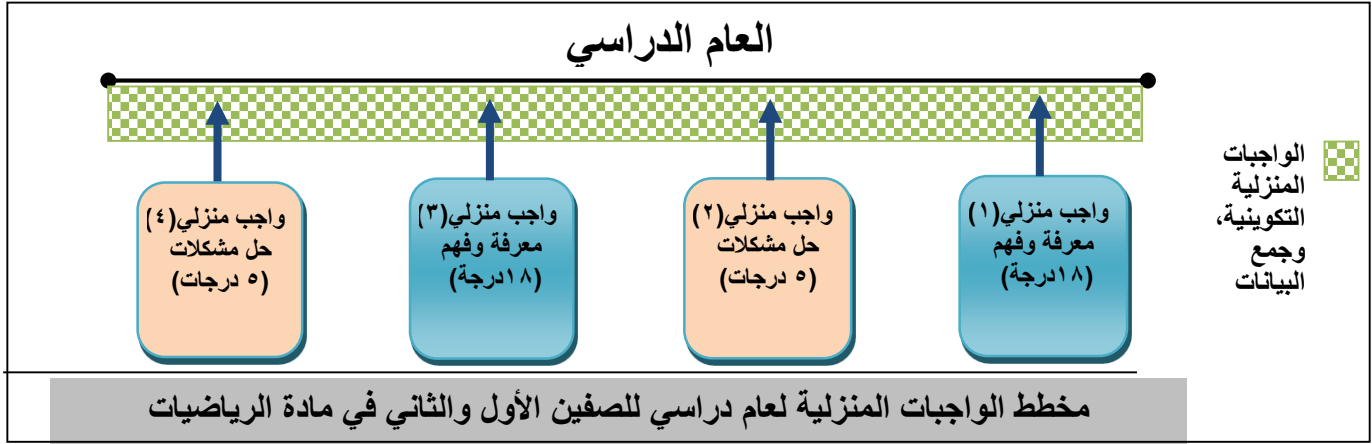 العام الدراسي
الواجبات
المنزلية
التكوينية،
وجمع
البيانات
واجب منزلي(١)
معرفة وفهم
(١٨درجة)
واجب منزلي(٢)
حل مشكلات
(٥ درجات)
واجب منزلي(٣)
معرفة وفهم
(١٨درجة)
واجب منزلي(٤)
حل مشكلات
(٥ درجات)
مخطط الواجبات المنزلية لعام دراسي للصفين الأول والثاني في مادة الرياضيات